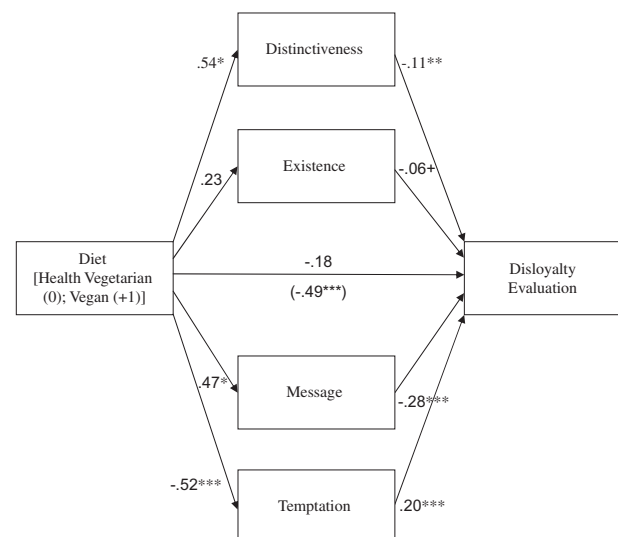 Distinctiveness
.54*
-.11**
Existence
.23
-.06+
Diet
[Health Vegetarian
(0); Vegan (+1)]
-.18
(-.49***)
Disloyalty
Evaluation
.47*
Message
-.28***
-.52***
Temptation
.20***